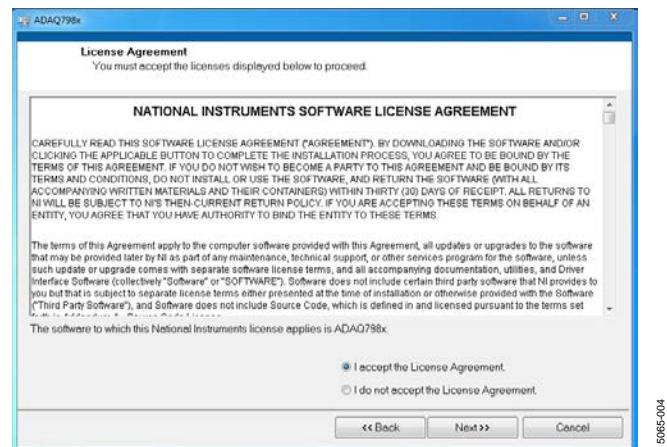 ADAQ798x
License Agreement
You must accept the licenses displayed below to proceed.
NATIONAL INSTRUMENTS SOFTWARE LICENSE AGREEMENT
CAREFULLY READ THIS SOFTWARE LICENSE AGREEMENT ("AGREEMENT"). BY DOWNLOADING THE SOFTWARE AND/OR
CLICKING THE APPLICABLE BUTTON TO COMPLETE THE INSTALLATION PROCESS, YOU AGREE TO BE BOUND BY THE
TERMS OF THIS AGREEMENT. IF YOU DO NOT WISH TO BECOME A PARTY TO THIS AGREEMENT AND BE BOUND BY ITS
TERMS AND CONDITIONS, DO NOT INSTALL OR USE THE SOFTWARE, AND RETURN THE SOFTWARE (WITH ALL
ACCOMPANYING WRITTEN MATERIALS AND THEIR CONTAINERS) WITHIN THIRTY (30) DAYS OF RECEIPT. ALL RETURNS TO
NI WILL BE SUBJECT TO NI'S THEN-CURRENT RETURN POLICY. IF YOU ARE ACCEPTING THESE TERMS ON BEHALF OF AN
ENTITY, YOU AGREE THAT YOU HAVE AUTHORITY TO BIND THE ENTITY TO THESE TERMS.
The terms of this Agreement apply to the computer software provided with this Agreement, all updates or upgrades to the software
that may be provided later by NI as part of any maintenance, technical support, or other services program for the software, unless
such update or upgrade comes with separate software license terms, and all accompanying documentation, utilities, and Driver
Interface Software (collectively "Software" or "SOFTWARE"). Software does not include certain third party software that NI provides to
you but that is subject to separate license terms either presented at the time of installation or otherwise provided with the Software
("Third Party Software"), and Software does not include Source Code, which is defined in and licensed pursuant to the terms set
The software to which this National Instruments license applies is ADAQ798x.
I accept the License Agreement.
I do not accept the License Agreement.
<< Back
Next >>
Cancel
5065-004